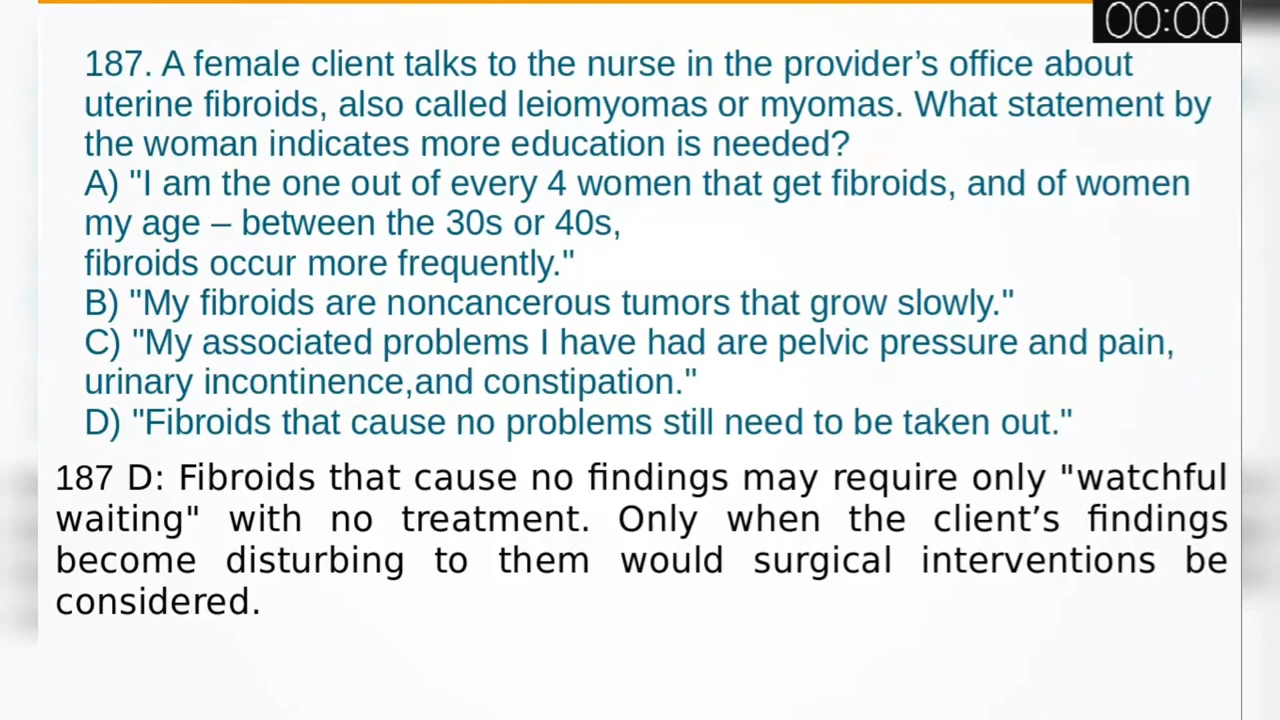 00:00
187. A female client talks to the nurse in the provider’s office about
uterine fibroids, also called leiomyomas or myomas. What statement by
the woman indicates more education is needed?
A) "I am the one out of every 4 women that get fibroids, and of women
my age – between the 30s or 40s,
fibroids occur more frequently."
B) "My fibroids are noncancerous tumors that grow slowly."
C) "My associated problems I have had are pelvic pressure and pain,
urinary incontinence,and constipation."
D) "Fibroids that cause no problems still need to be taken out."
187 D: Fibroids that cause no findings may require only "watchful
waiting" with no treatment. Only when the client’s findings
become disturbing to them would surgical interventions be
considered.